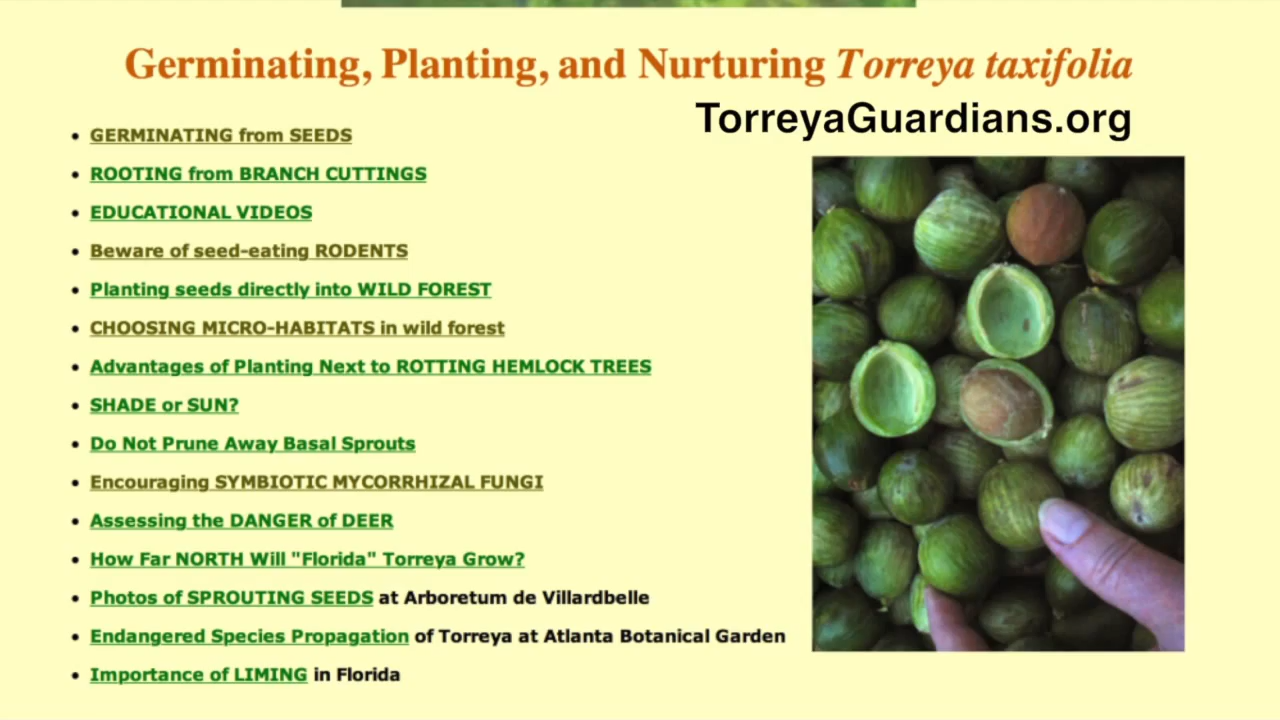 Germinating, Planting, and Nurturing Torreya taxifolia
TorreyaGuardians.org
• GERMINATING from SEEDS
• ROOTING from BRANCH CUTTINGS
• EDUCATIONAL VIDEOS
• Beware of seed-eating RODENTS
• Planting seeds directly into WILD FOREST
• CHOOSING MICRO-HABITATS in wild forest
• Advantages of Planting Next to ROTTING HEMLOCK TREES
• SHADE or SUN?
• Do Not Prune Away Basal Sprouts
• Encouraging SYMBIOTIC MYCORRHIZAL FUNGI
• Assessing the DANGER of DEER
• How Far NORTH Will "Florida" Torreya Grow?
• Photos of SPROUTING SEEDS at Arboretum de Villardbelle
• Endangered Species Propagation of Torreya at Atlanta Botanical Garden
• Importance of LIMING in Florida